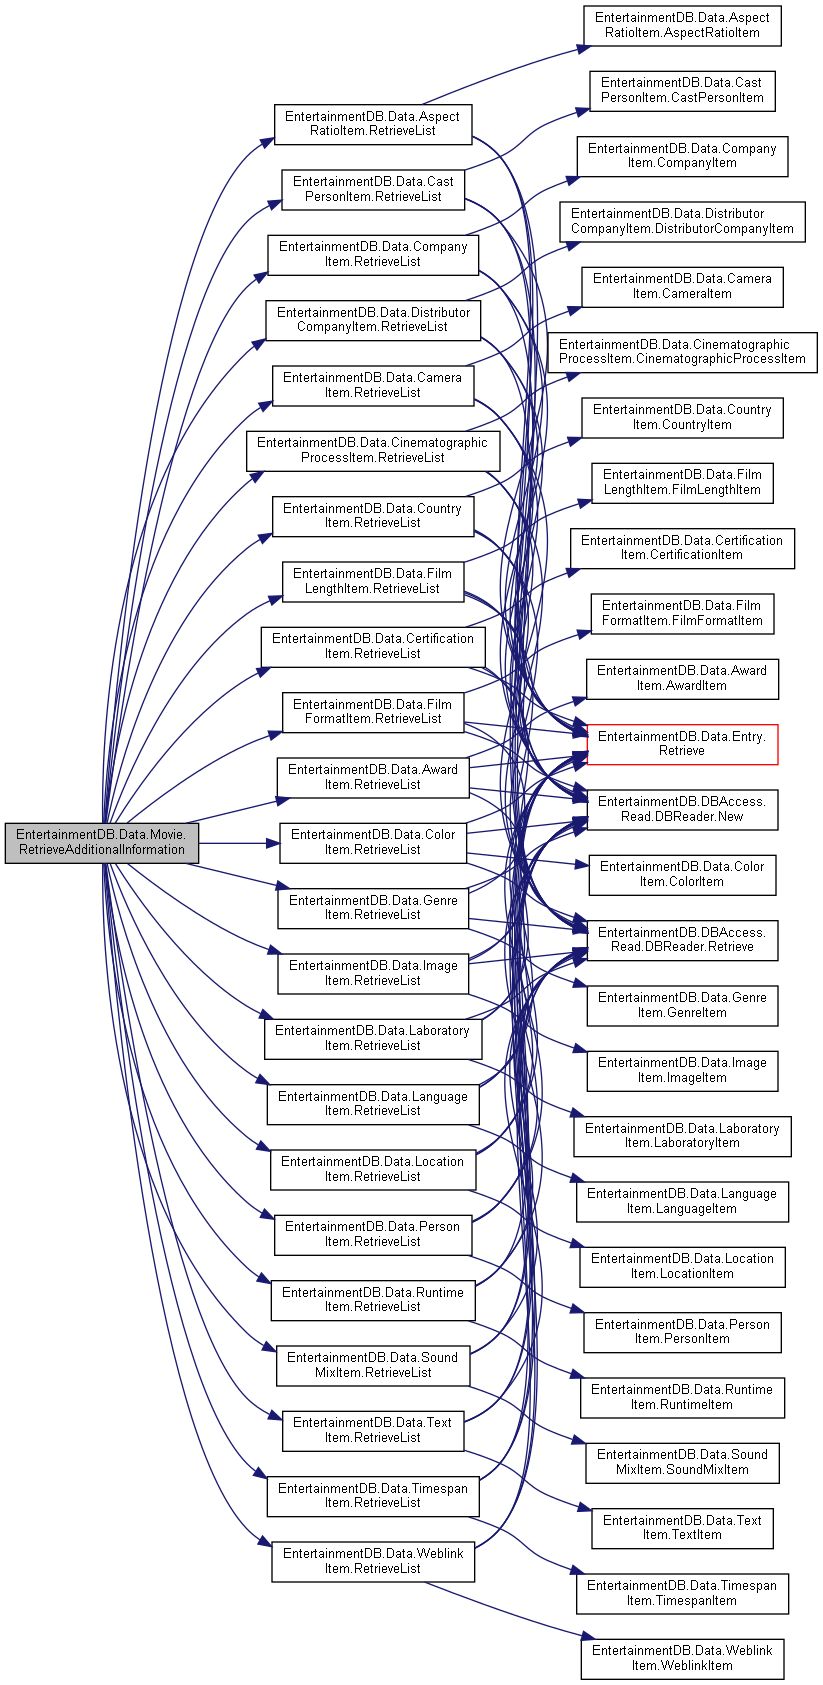 EntertainmentDB.Data.Movie.
RetrieveAdditionalInformation
EntertainmentDB.Data.Aspect
RatioItem.RetrieveList
EntertainmentDB.Data.Cast
PersonItem.RetrieveList
EntertainmentDB.Data.Company
Item.RetrieveList
EntertainmentDB.Data.Distributor
CompanyItem.RetrieveList
EntertainmentDB.Data.Camera
Item.RetrieveList
EntertainmentDB.Data.Cinematographic
ProcessItem.RetrieveList
EntertainmentDB.Data.Country
Item.RetrieveList
EntertainmentDB.Data.Film
LengthItem.RetrieveList
EntertainmentDB.Data.Certification
Item.RetrieveList
EntertainmentDB.Data.Film
FormatItem.RetrieveList
EntertainmentDB.Data.Award
Item.RetrieveList
EntertainmentDB.Data.Color
Item.RetrieveList
EntertainmentDB.Data.Genre
Item.RetrieveList
EntertainmentDB.Data.Image
Item.RetrieveList
EntertainmentDB.Data.Laboratory
Item.RetrieveList
EntertainmentDB.Data.Language
Item.RetrieveList
EntertainmentDB.Data.Location
Item.RetrieveList
EntertainmentDB.Data.Person
Item.RetrieveList
EntertainmentDB.Data.Runtime
Item.RetrieveList
EntertainmentDB.Data.Sound
MixItem.RetrieveList
EntertainmentDB.Data.Text
Item.RetrieveList
EntertainmentDB.Data.Timespan
Item.RetrieveList
EntertainmentDB.Data.Weblink
Item.RetrieveList
EntertainmentDB.Data.Aspect
RatioItem.AspectRatioItem
EntertainmentDB.Data.Cast
PersonItem.CastPersonItem
EntertainmentDB.Data.Company
Item.CompanyItem
EntertainmentDB.Data.Distributor
CompanyItem.DistributorCompanyItem
EntertainmentDB.Data.Camera
Item.CameraItem
EntertainmentDB.Data.Cinematographic
ProcessItem.CinematographicProcessItem
EntertainmentDB.Data.Country
Item.CountryItem
EntertainmentDB.Data.Film
LengthItem.FilmLengthItem
EntertainmentDB.Data.Certification
Item.CertificationItem
EntertainmentDB.Data.Film
FormatItem.FilmFormatItem
EntertainmentDB.Data.Award
Item.AwardItem
EntertainmentDB.Data.Entry.
Retrieve
EntertainmentDB.DBAccess.
Read.DBReader.New
EntertainmentDB.Data.Color
Item.ColorItem
EntertainmentDB.DBAccess.
Read.DBReader.Retrieve
EntertainmentDB.Data.Genre
Item.GenreItem
EntertainmentDB.Data.Image
Item.ImageItem
EntertainmentDB.Data.Laboratory
Item.LaboratoryItem
EntertainmentDB.Data.Language
Item.LanguageItem
EntertainmentDB.Data.Location
Item.LocationItem
EntertainmentDB.Data.Person
Item.PersonItem
EntertainmentDB.Data.Runtime
Item.RuntimeItem
EntertainmentDB.Data.Sound
MixItem.SoundMixItem
EntertainmentDB.Data.Text
Item.TextItem
EntertainmentDB.Data.Timespan
Item.TimespanItem
EntertainmentDB.Data.Weblink
Item.WeblinkItem